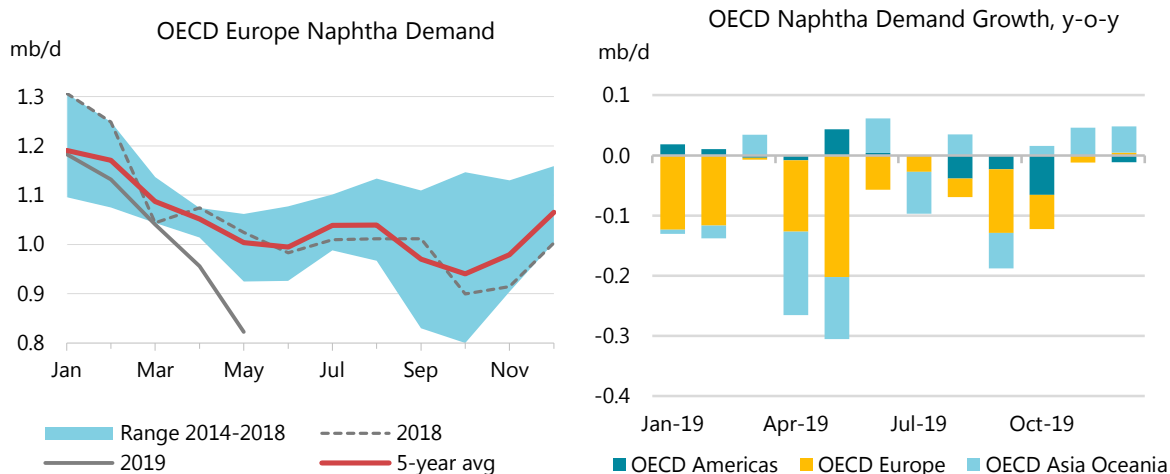 OECD Europe Naphtha Demand
mb/d
1.3
1.2
1.1
1.0
0.9
0.8
Jan Mar May Jul Sep Nov
Range 2014-2018 2018
2019 5-year avg
OECD Naphtha Demand Growth, y-o-y
mb/d
0.1
0.0
-0.1
-0.2
-0.3
-0.4
Jan-19 Apr-19 Jul-19 Oct-19
OECD Americas OECD Europe OECD Asia Oceania